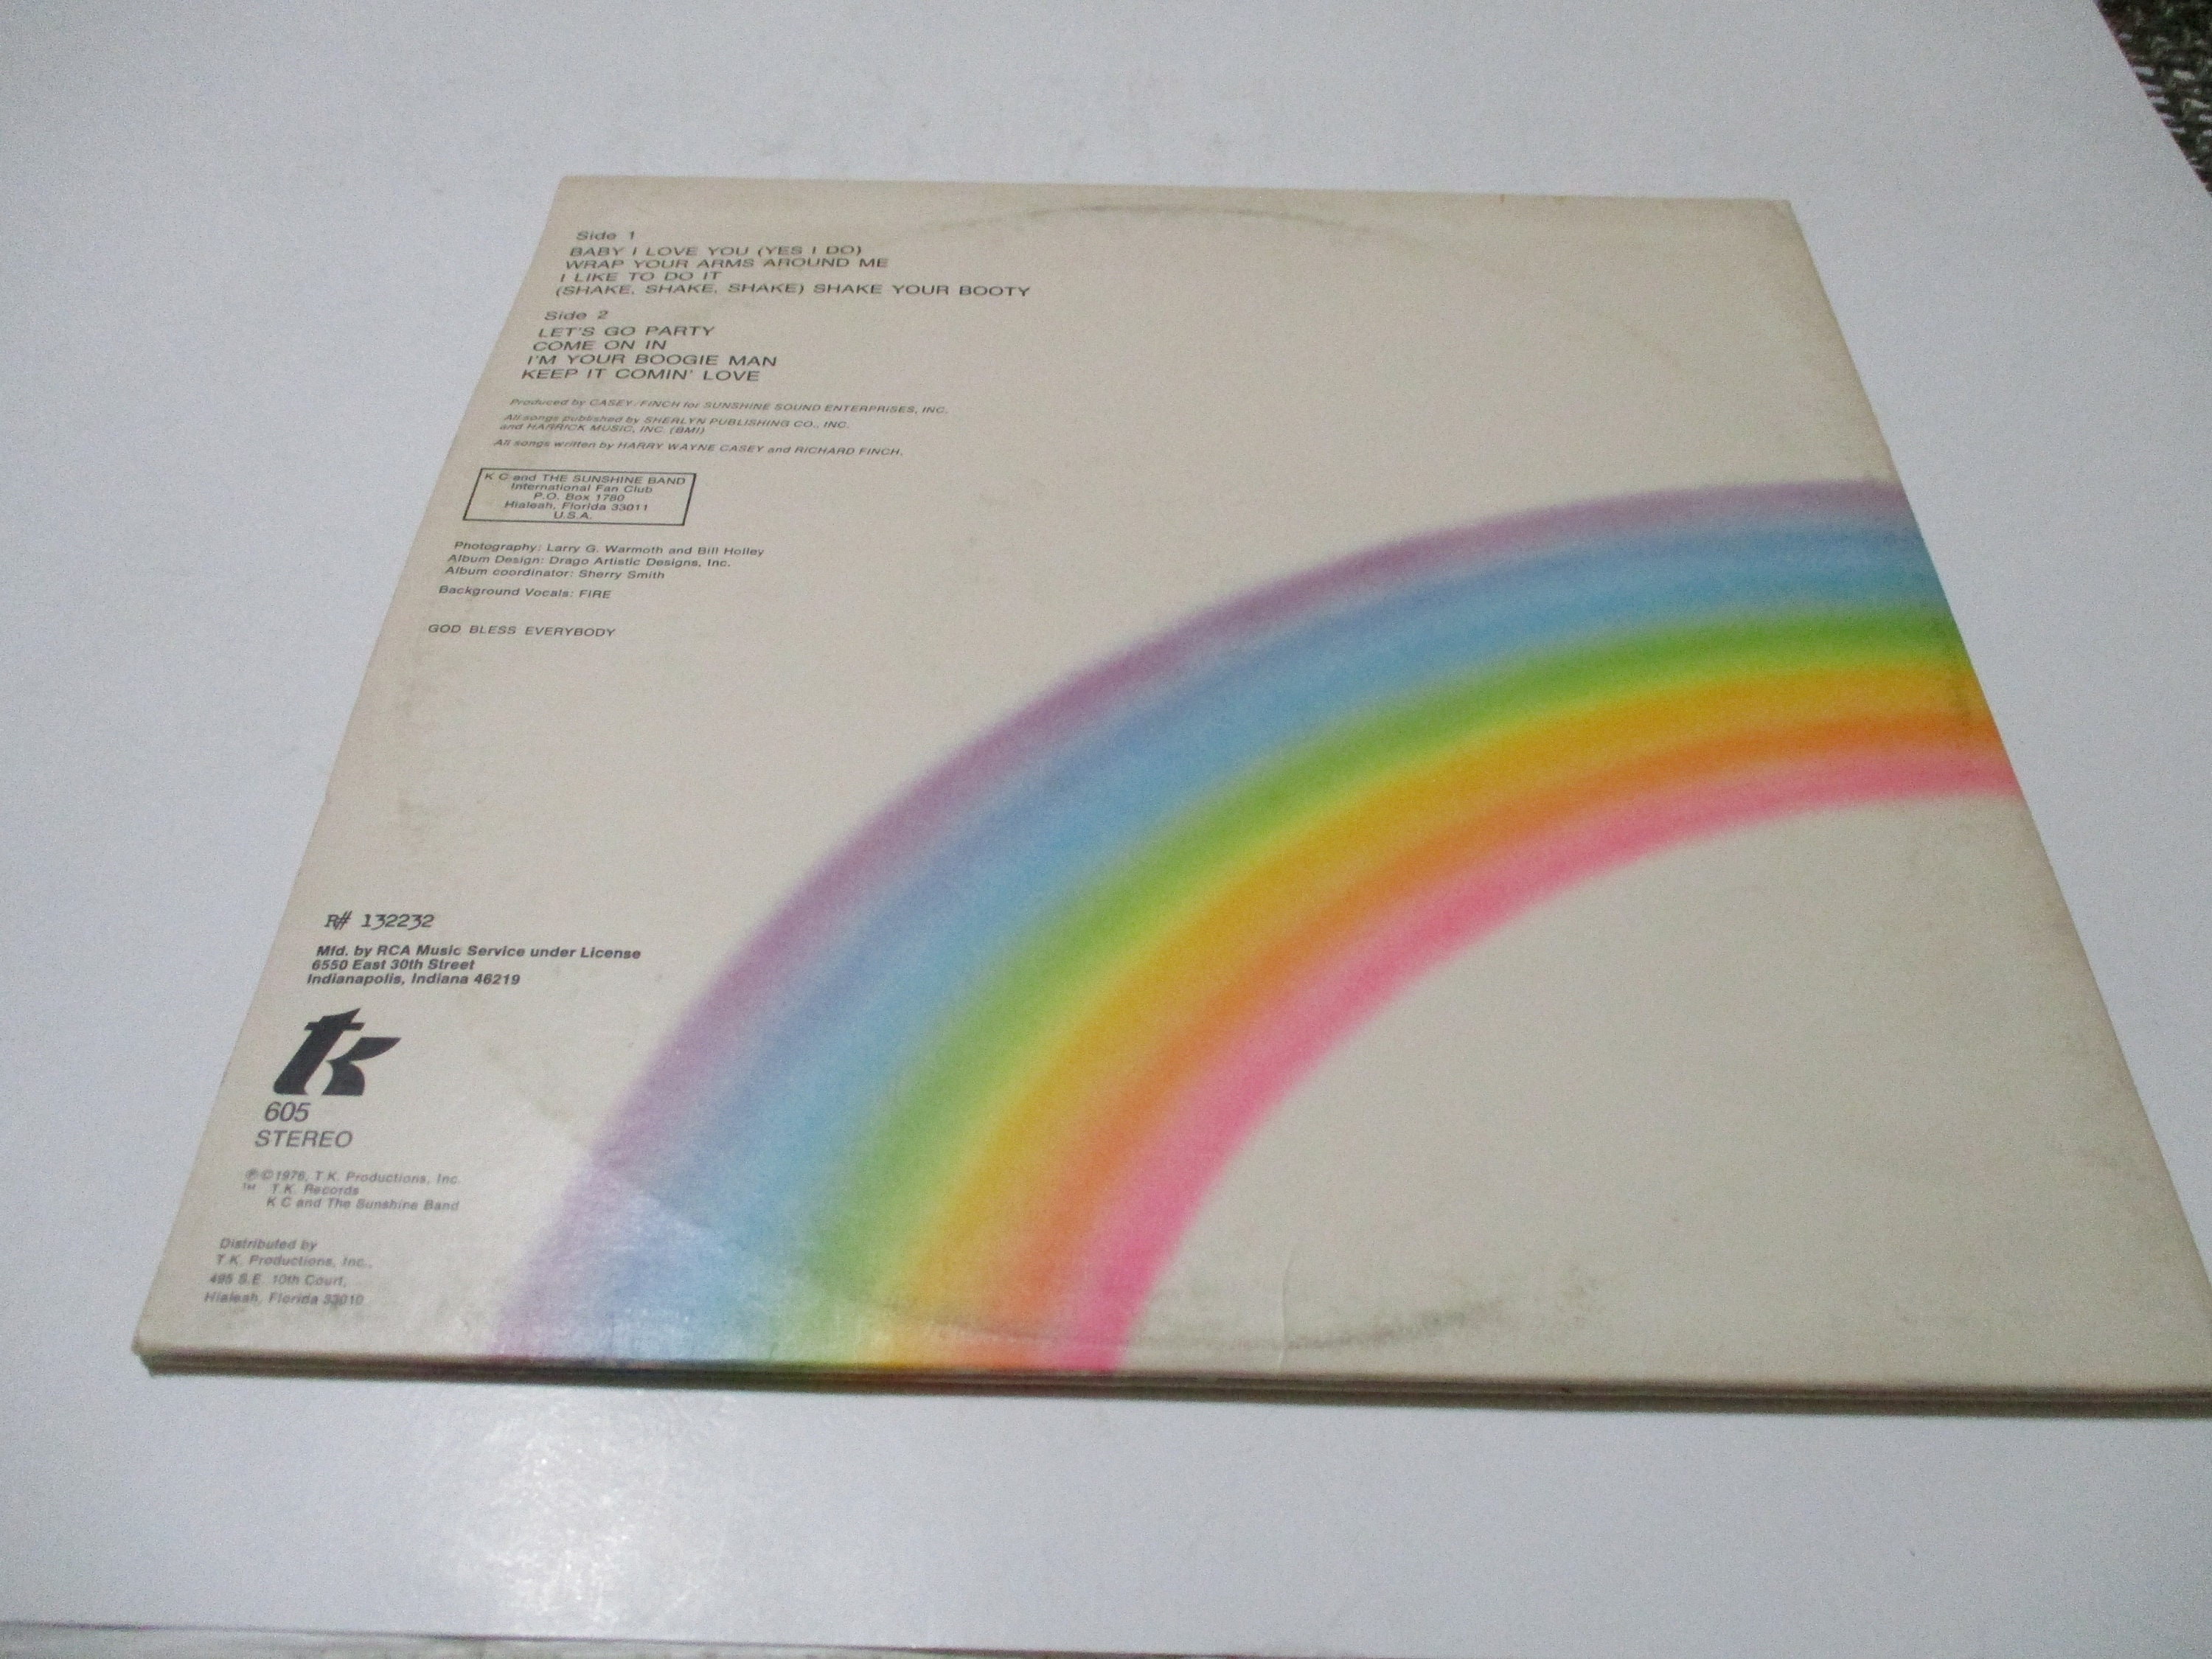 Side 1
BABY I LOVE YOU (YES I DO)
WRAP YOUR ARMS AROUND ME
I LIKE TO DO IT
(SHAKE, SHAKE, SHAKE) SHAKE YOUR BOOTY
Side 2
LET'S GO PARTY
COME ON IN
I'M YOUR BOOGIE MAN
KEEP IT COMIN' LOVE
Produced by CASEY/FINCH for SUNSHINE SOUND ENTERPRISES, INC.
All songs published by SHERLYN PUBLISHING CO., INC.
and HARRICK MUSIC, INC. (BMI)
All songs written by HARRY WAYNE CASEY and RICHARD FINCH.
K C and THE SUNSHINE BAND
International Fan Club
P.O. Box 1780
Hialeah, Florida 33011
U.S.A.
Photography: Larry G. Warmoth and Bill Holley
Album Design: Drago Artistic Designs, Inc.
Album coordinator: Sherry Smith
Background Vocals: FIRE
GOD BLESS EVERYBODY
R# 132232
Mfd. by RCA Music Service under License
6550 East 30th Street
Indianapolis, Indiana 46219
tk
605
STEREO
℗©1976, T.K. Productions, Inc.
TM T.K. Records
K C and The Sunshine Band
Distributed by
T.K. Productions, Inc.,
495 S.E. 10th Court,
Hialeah, Florida 33010